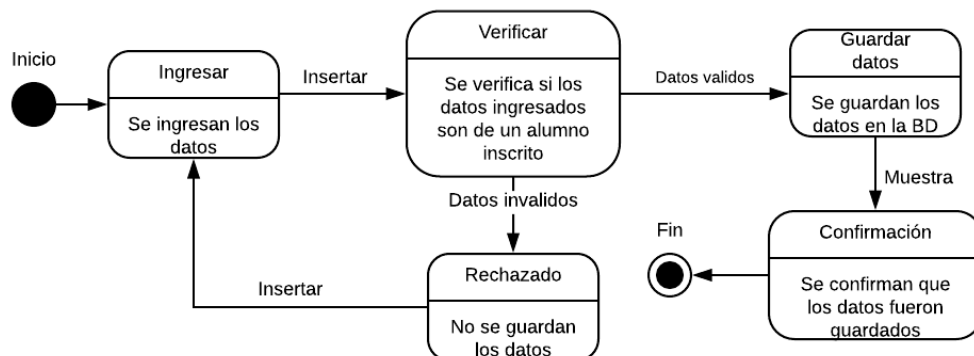 Inicio
Ingresar
Se ingresan los
datos
Insertar
Verificar
Se verifica si los
datos ingresados
son de un alumno
inscrito
Datos validos
Guardar
datos
Se guardan los
datos en la BD
Muestra
Datos invalidos
Rechazado
No se guardan
los datos
Insertar
Confirmación
Se confirman que
los datos fueron
guardados
Fin